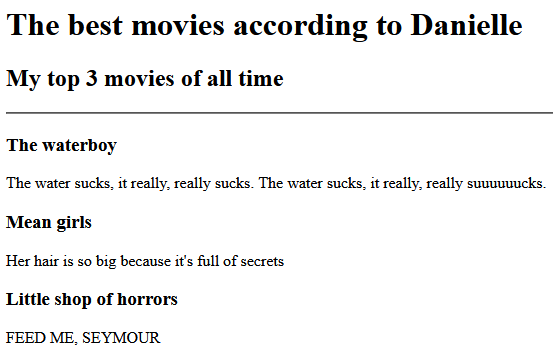 The best movies according to Danielle
My top 3 movies of all time
The waterboy
The water sucks, it really, really sucks. The water sucks, it really, really suuuuuucks.
Mean girls
Her hair is so big because it's full of secrets
Little shop of horrors
FEED ME, SEYMOUR